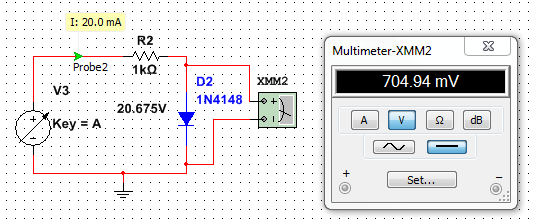 I: 20.0 mA
R2
Probe2
1kΩ
V3
Key = A
20.675V
D2
1N4148
XMM2
Multimeter-XMM2
704.94 mV
A
V
Ω
dB
+
Set...
−